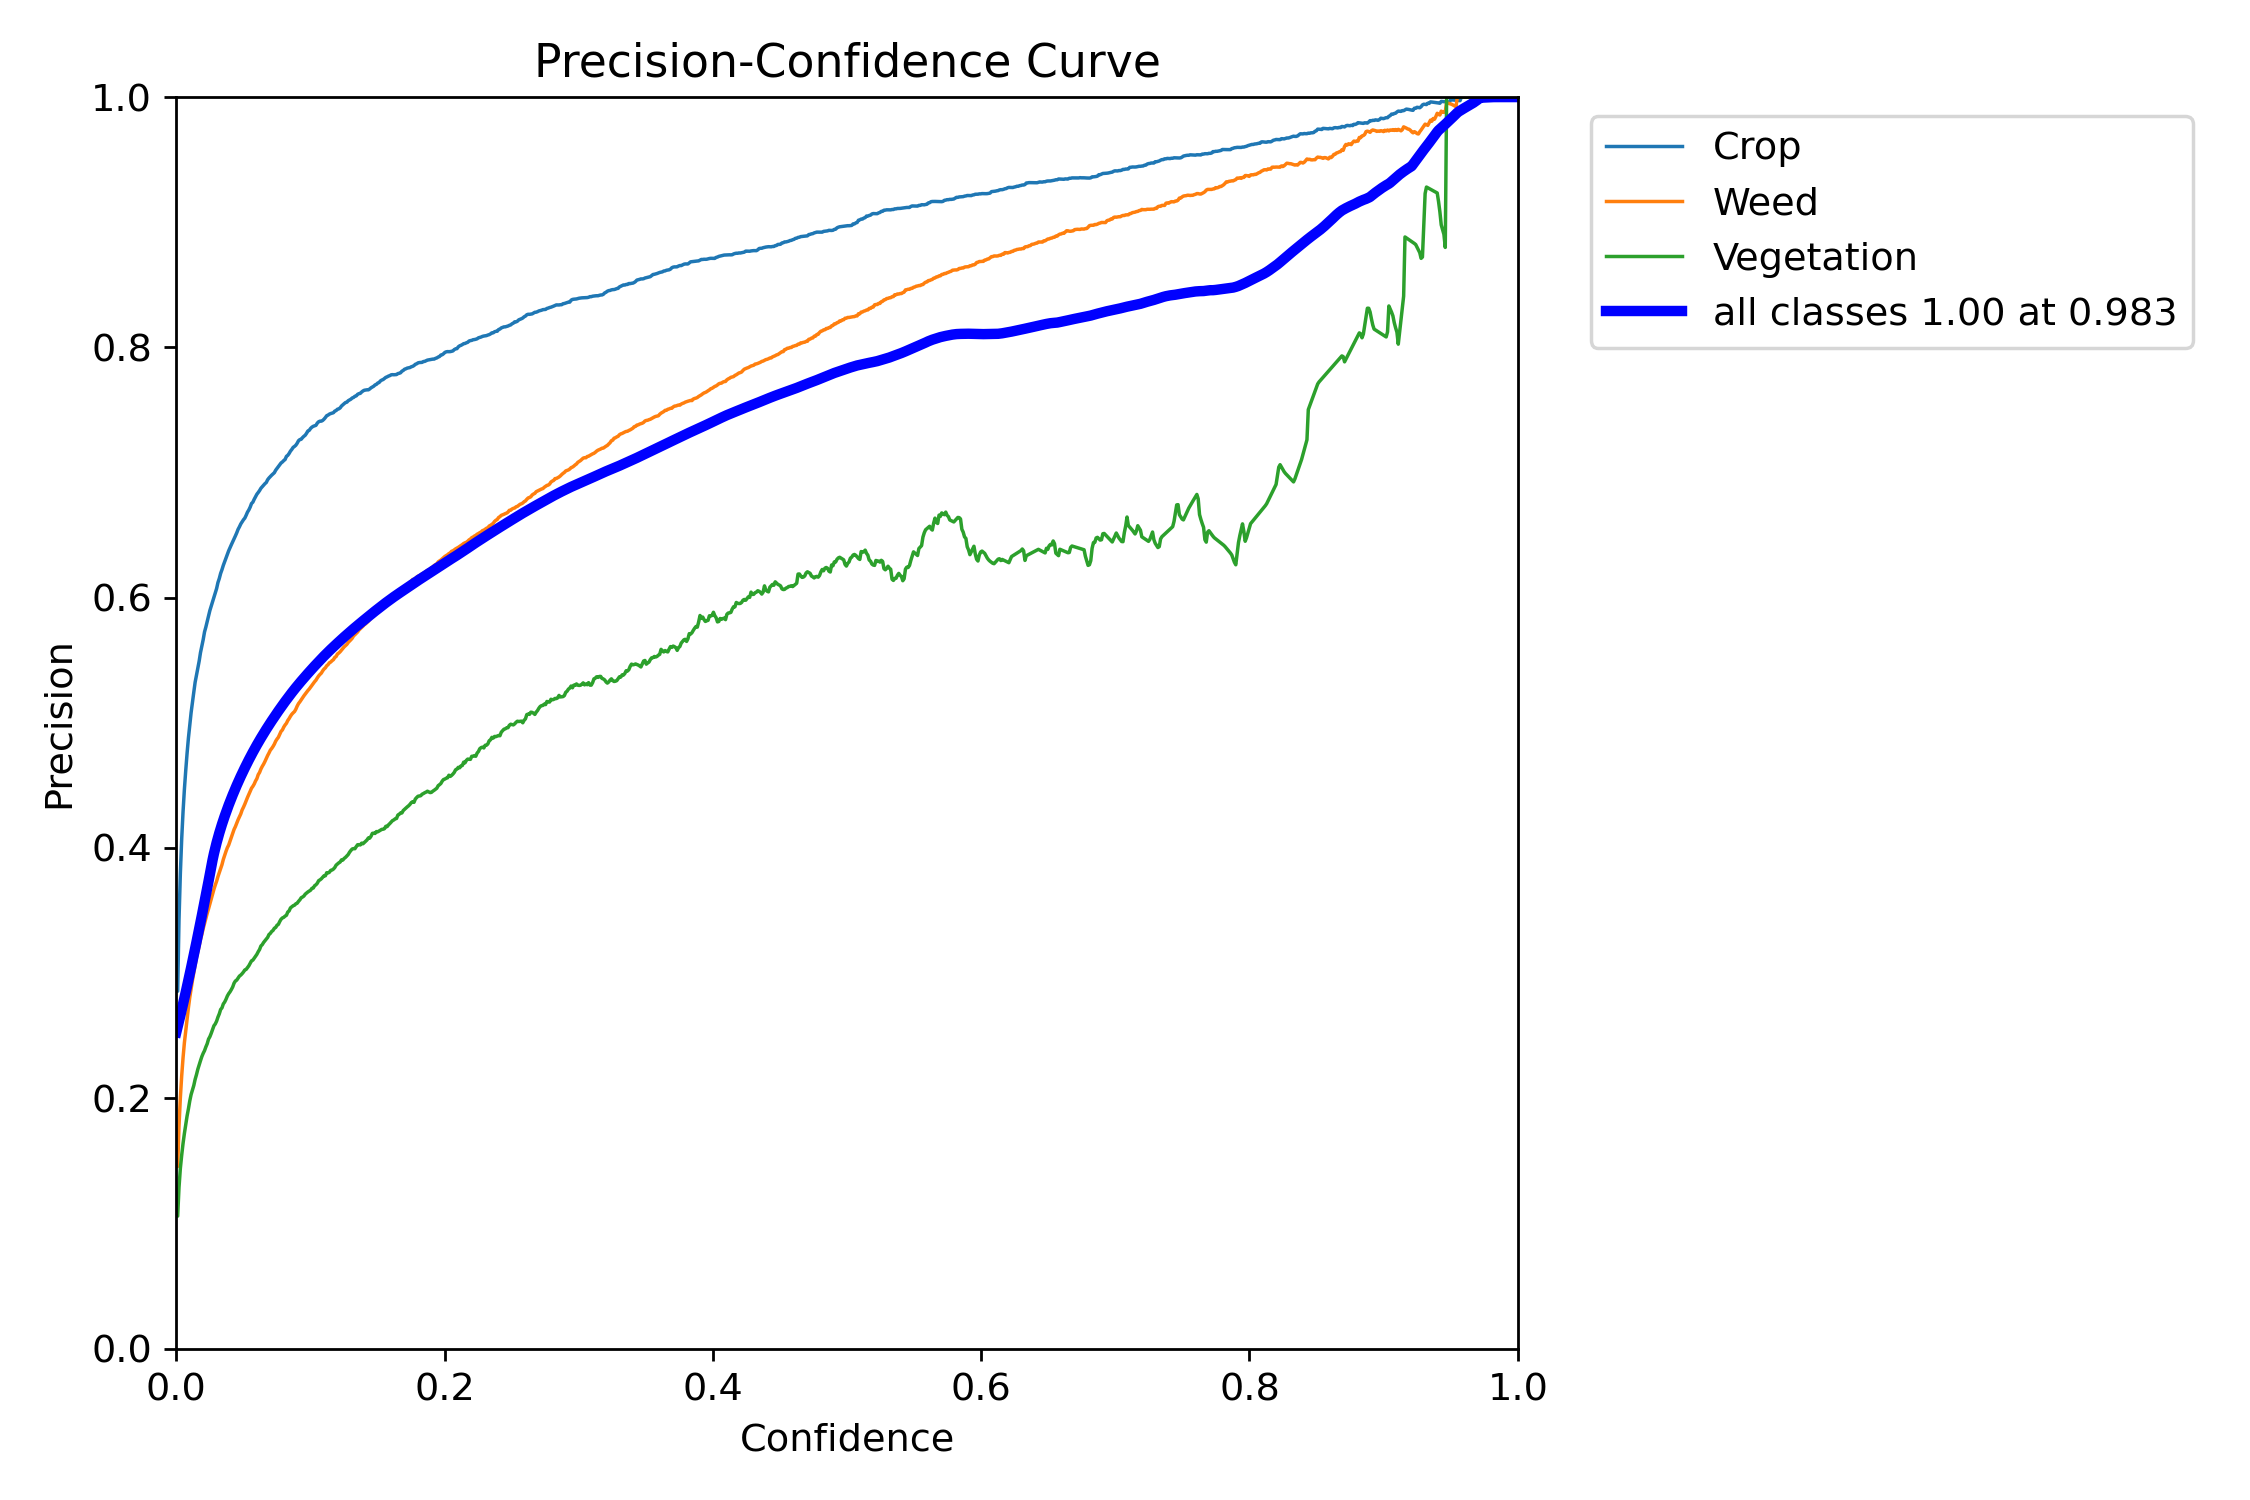 Precision-Confidence Curve
1.0
0.8
0.6
0.4
0.2
0.0
Precision
0.0 0.2 0.4 0.6 0.8 1.0
Confidence
Crop
Weed
Vegetation
all classes 1.00 at 0.983